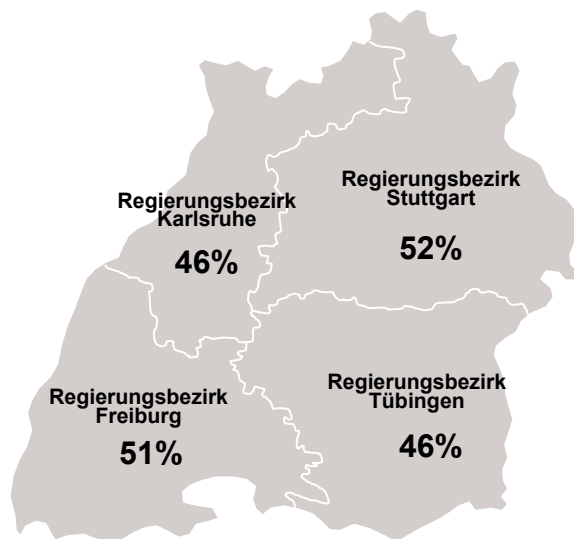 Regierungsbezirk
Stuttgart
52%
Regierungsbezirk
Karlsruhe
46%
Regierungsbezirk
Tübingen
46%
Regierungsbezirk
Freiburg
51%